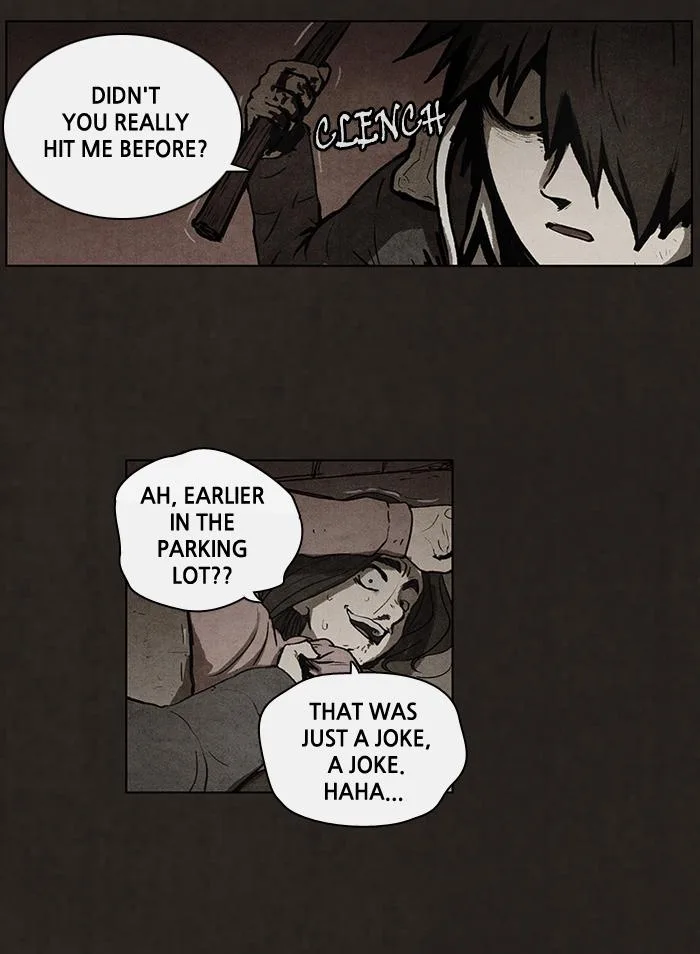 DIDN'T
YOU REALLY
HIT ME BEFORE?
CLENCH
AH, EARLIER
IN THE
PARKING
LOT??
THAT WAS
JUST A JOKE,
A JOKE.
HAHA...